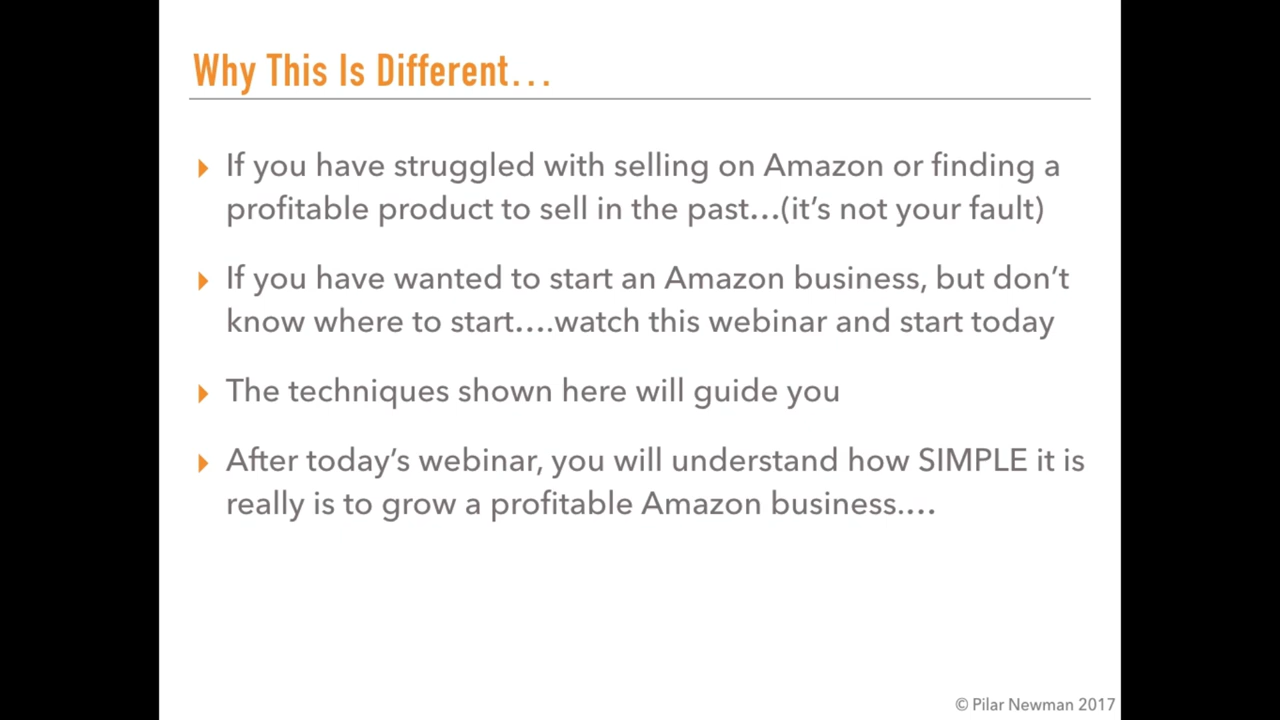 Why This Is Different...
If you have struggled with selling on Amazon or finding a
profitable product to sell in the past...(it's not your fault)
If you have wanted to start an Amazon business, but don't
know where to start....watch this webinar and start today
The techniques shown here will guide you
After today's webinar, you will understand how SIMPLE it is
really is to grow a profitable Amazon business....
© Pilar Newman 2017